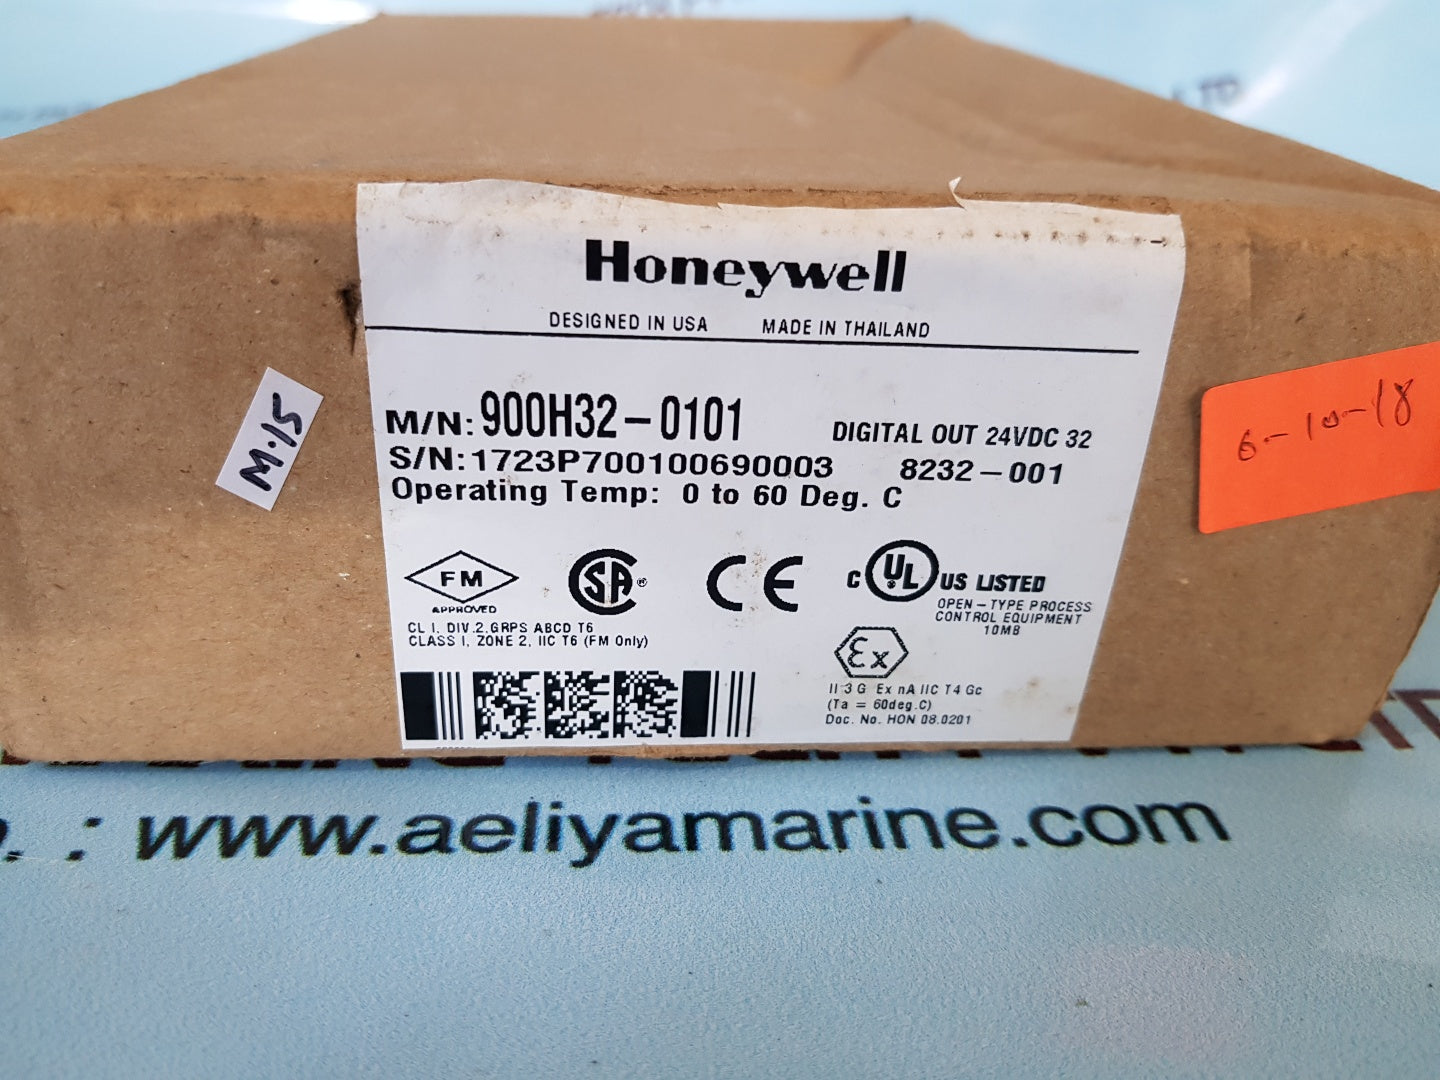 Honeywell
DESIGNED IN USA MADE IN THAILAND
M/N: 900H32-0101 DIGITAL OUT 24VDC 32
S/N: 1723P700100690003 8232-001
Operating Temp: 0 to 60 Deg. C
M.15
6-10-18
FM
APPROVED
SA ®
CE
C UL US LISTED
OPEN-TYPE PROCESS
CONTROL EQUIPMENT
10MB
CL I, DIV.2,GRPS ABCD T6
CLASS I, ZONE 2, IIC T6 (FM Only)
Ex
II 3 G Ex nA IIC T4 Gc
(Ta = 60deg.C)
Doc. No. HON 08.0201
: www.aeliyamarine.com